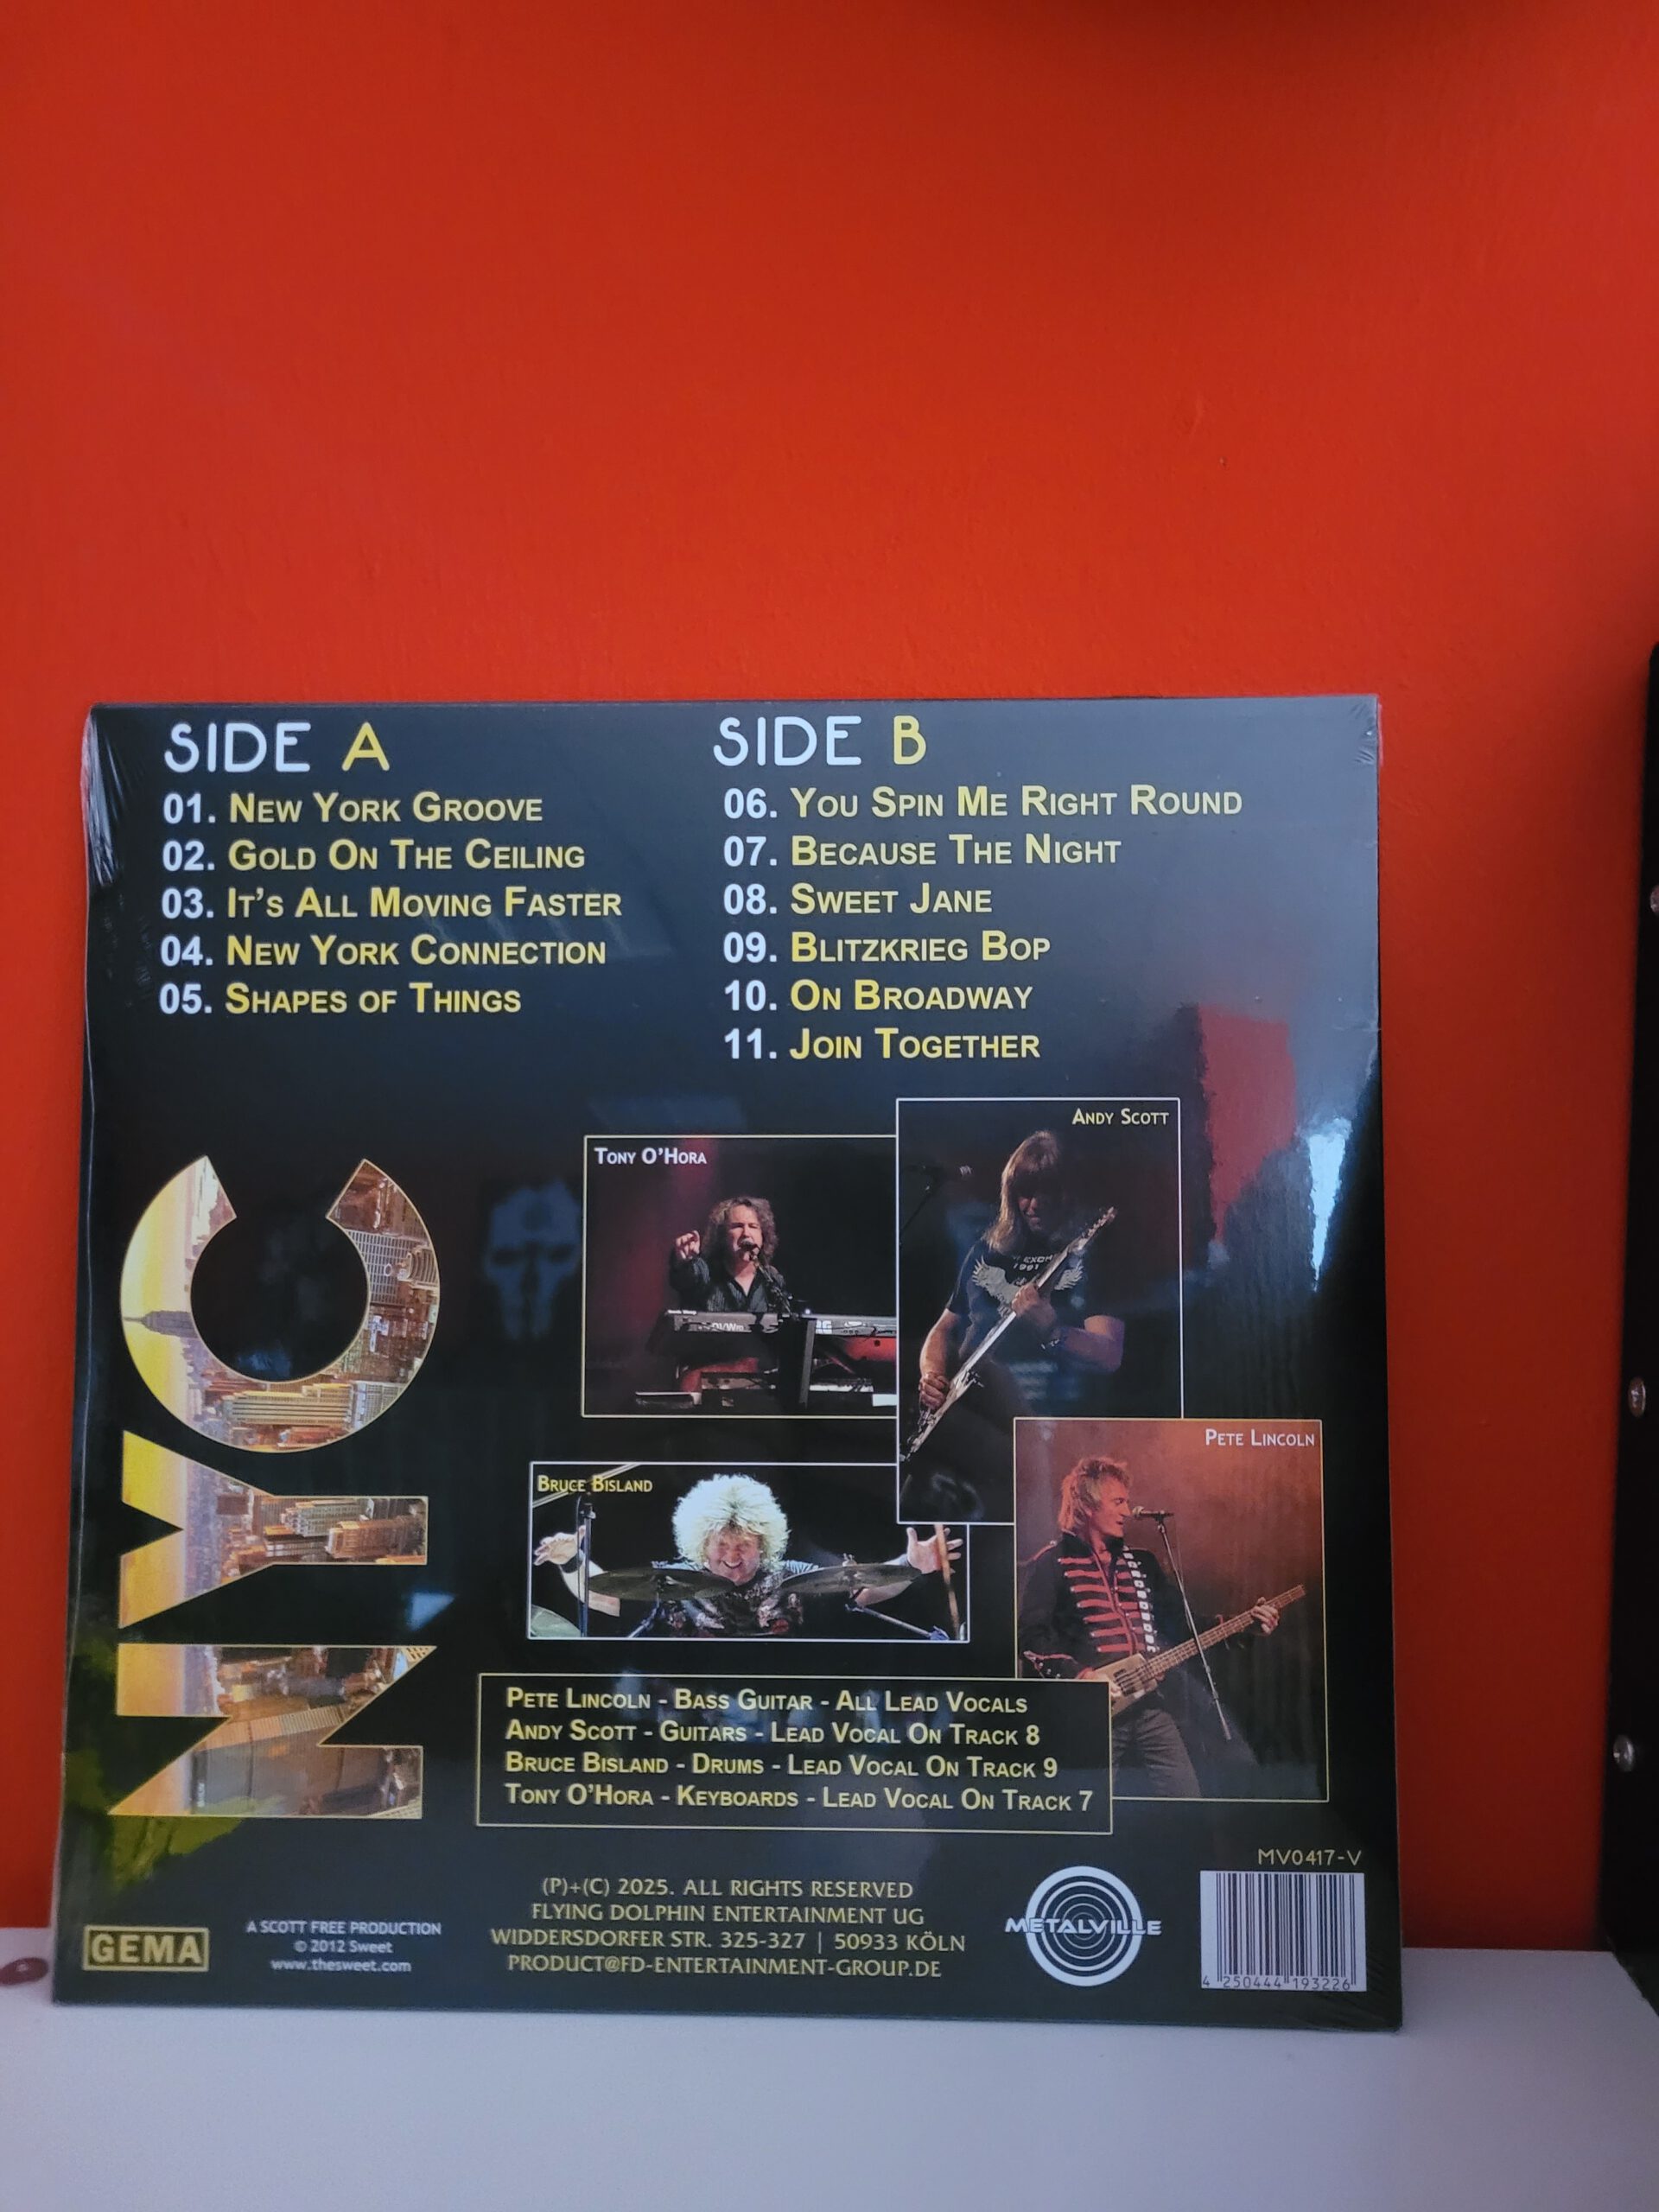 SIDE A
01. New York Groove
02. Gold On The Ceiling
03. It's All Moving Faster
04. New York Connection
05. Shapes of Things
SIDE B
06. You Spin Me Right Round
07. Because The Night
08. Sweet Jane
09. Blitzkrieg Bop
10. On Broadway
11. Join Together
NYC
Tony O'Hora
Andy Scott
1991
Bruce Bisland
Pete Lincoln
Pete Lincoln - Bass Guitar - All Lead Vocals
Andy Scott - Guitars - Lead Vocal On Track 8
Bruce Bisland - Drums - Lead Vocal On Track 9
Tony O'Hora - Keyboards - Lead Vocal On Track 7
GEMA
A SCOTT FREE PRODUCTION
© 2012 Sweet
www.thesweet.com
(P)+(C) 2025. ALL RIGHTS RESERVED
FLYING DOLPHIN ENTERTAINMENT UG
WIDDERSDORFER STR. 325-327 | 50933 KÖLN
PRODUCT@FD-ENTERTAINMENT-GROUP.DE
METALVILLE
MV0417-V
4 250444 193226